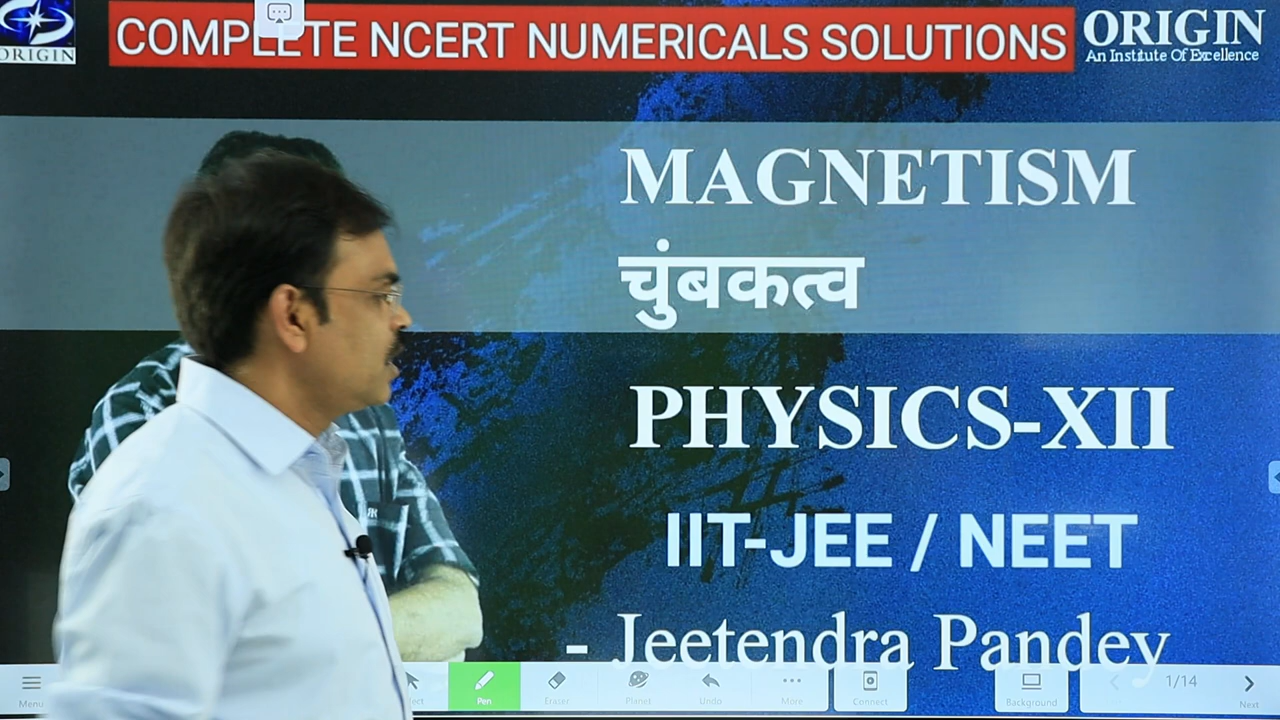 ORIGIN
COMPLETE NCERT NUMERICALS SOLUTIONS
ORIGIN
An Institute Of Excellence
MAGNETISM
चुंबकत्व
PHYSICS-XII
IIT-JEE / NEET
- Jeetendra Pandey
Menu
Pen
Eraser
Planet
Undo
More
Connect
Background
1/14
Next